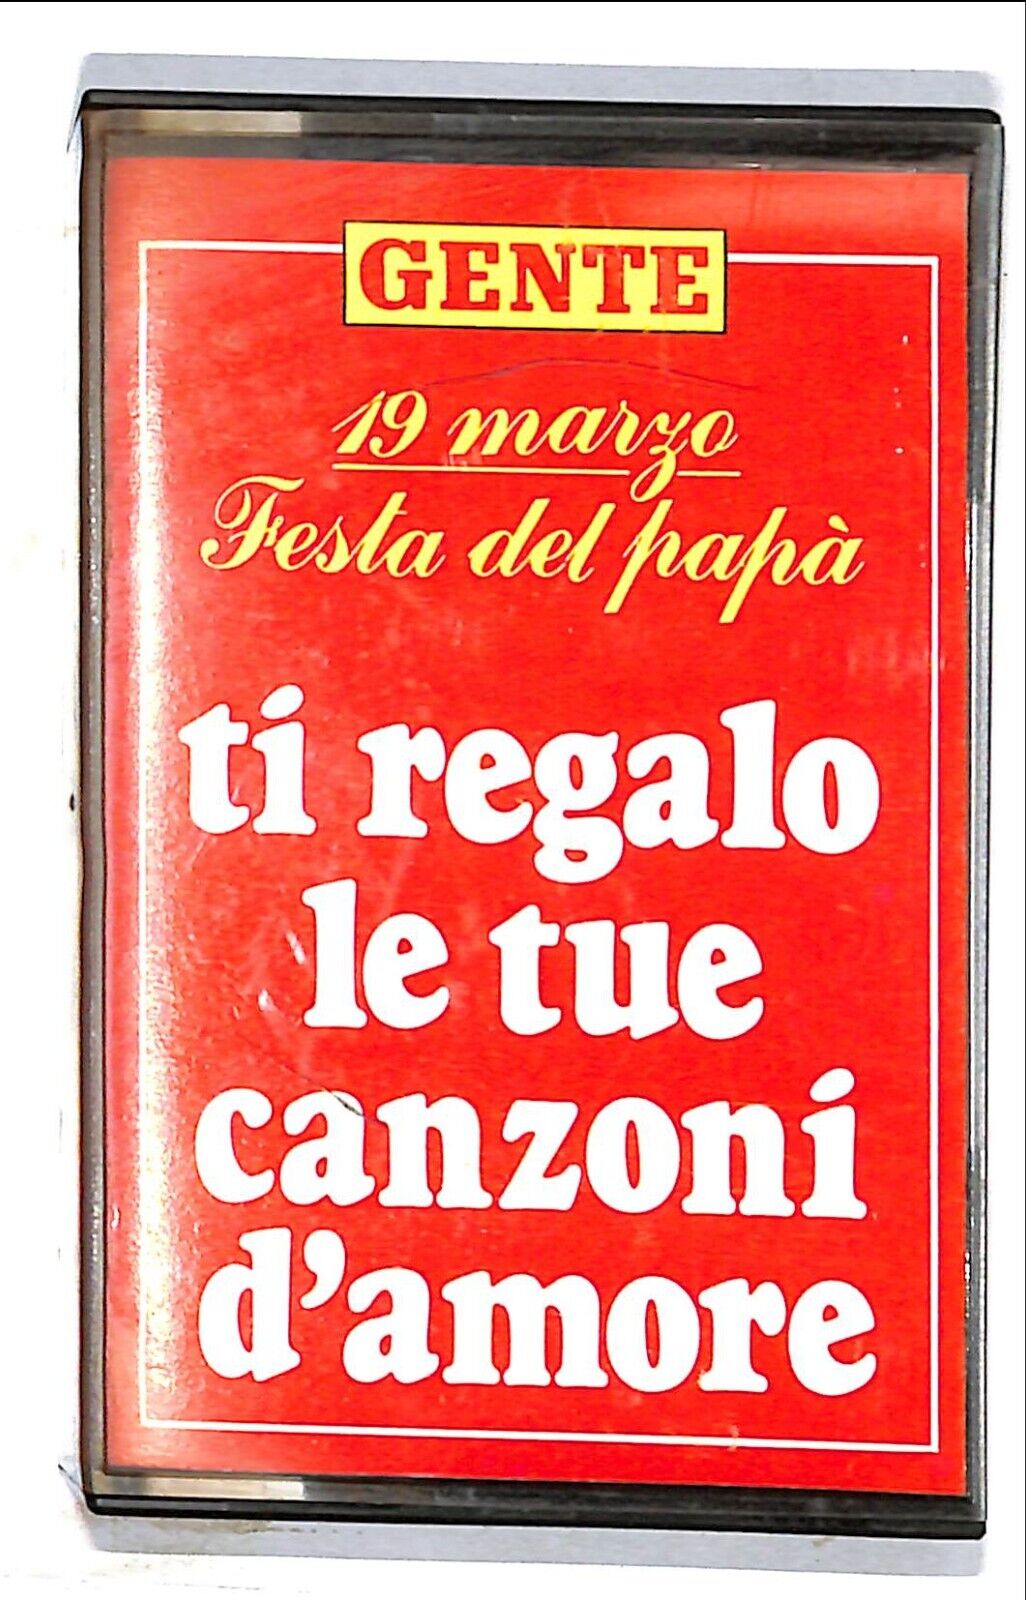 GENTE
19 marzo
Festa del papà
ti regalo
le tue
canzoni
d'amore